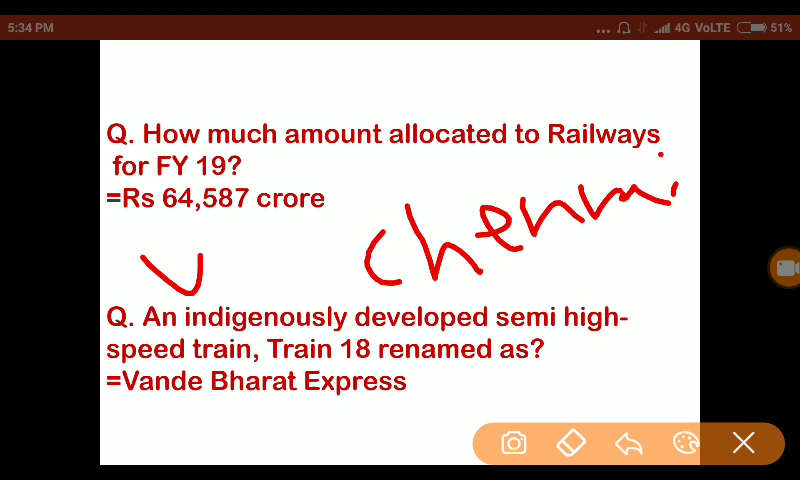 5:34 PM
... 4G VoLTE 51%
Q. How much amount allocated to Railways
for FY 19?
=Rs 64,587 crore
V chenni
Q. An indigenously developed semi high-
speed train, Train 18 renamed as?
=Vande Bharat Express